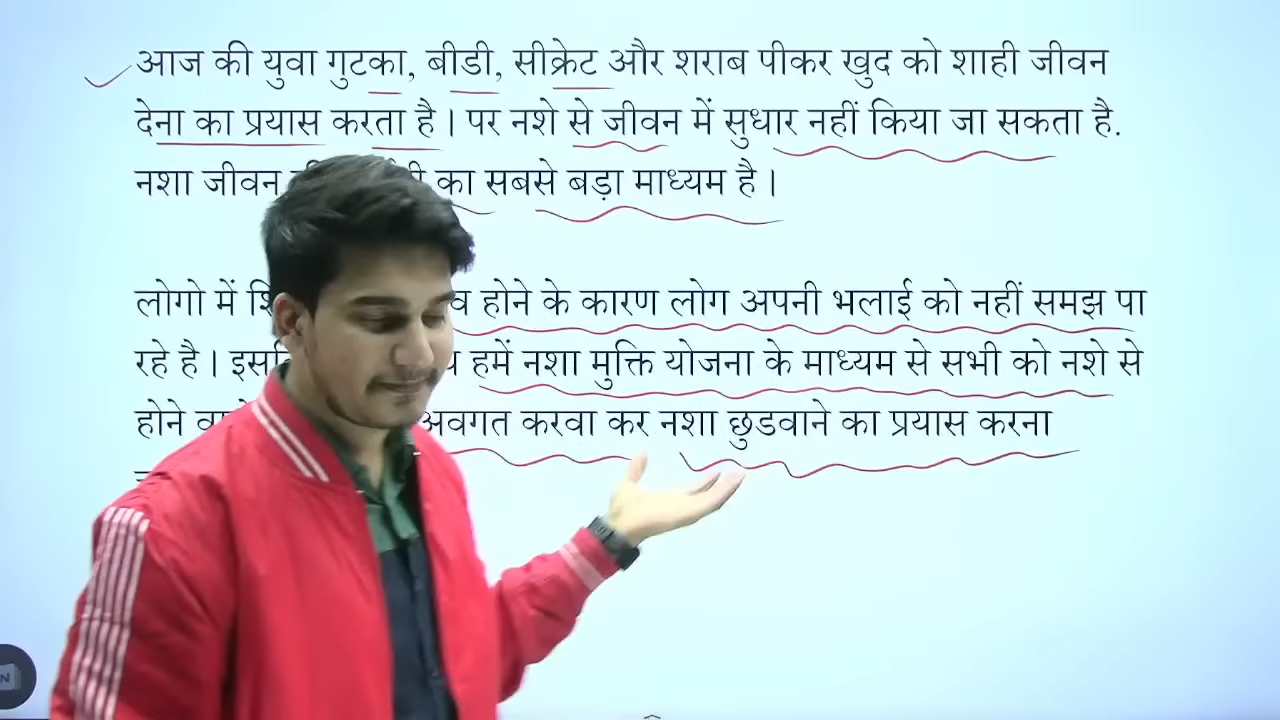 आज की युवा गुटका, बीडी, सीक्रेट और शराब पीकर खुद को शाही जीवन
देना का प्रयास करता है। पर नशे से जीवन में सुधार नहीं किया जा सकता है.
नशा जीवन का सबसे बड़ा माध्यम है।
लोगो में होने के कारण लोग अपनी भलाई को नहीं समझ पा
रहे है। हमें नशा मुक्ति योजना के माध्यम से सभी को नशे से
होने अवगत करवा कर नशा छुडवाने का प्रयास करना